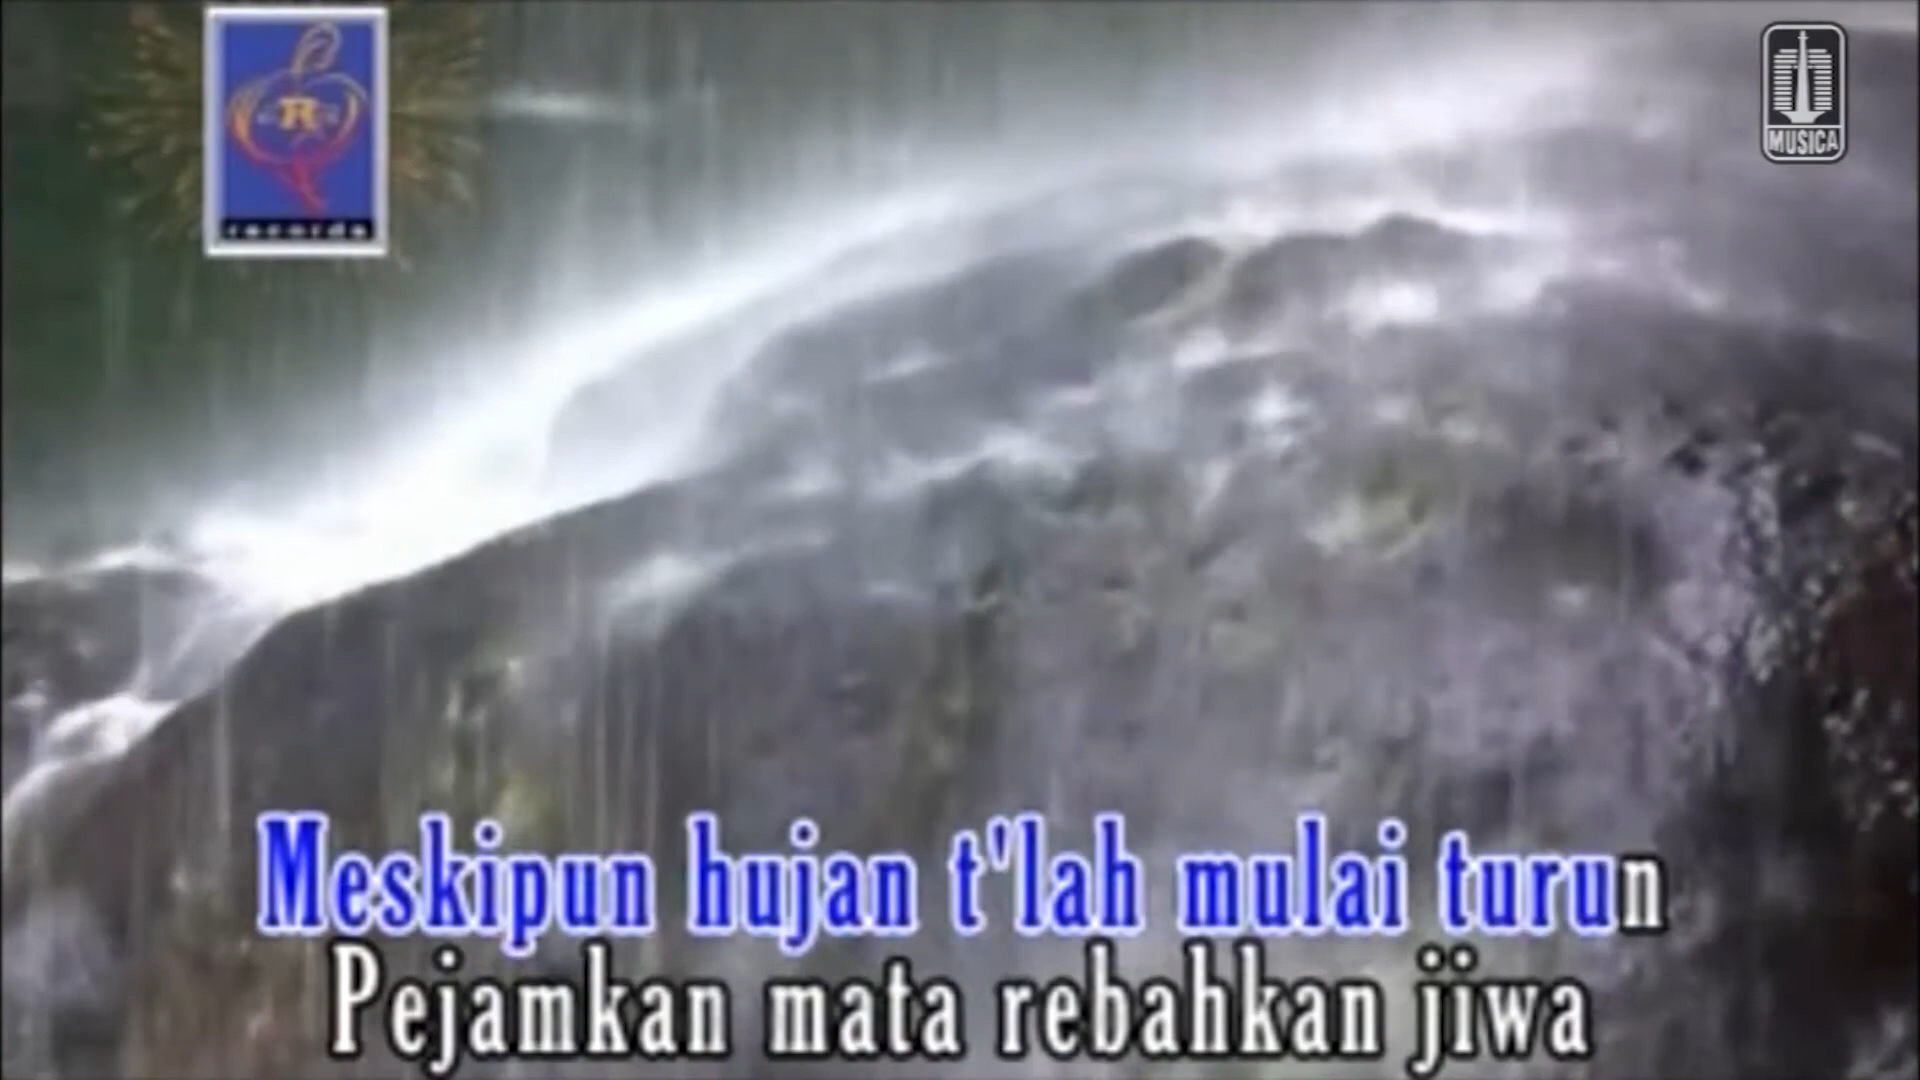 R
records
MUSICA
Meskipun hujan t'lah mulai turun
Pejamkan mata rebahkan jiwa